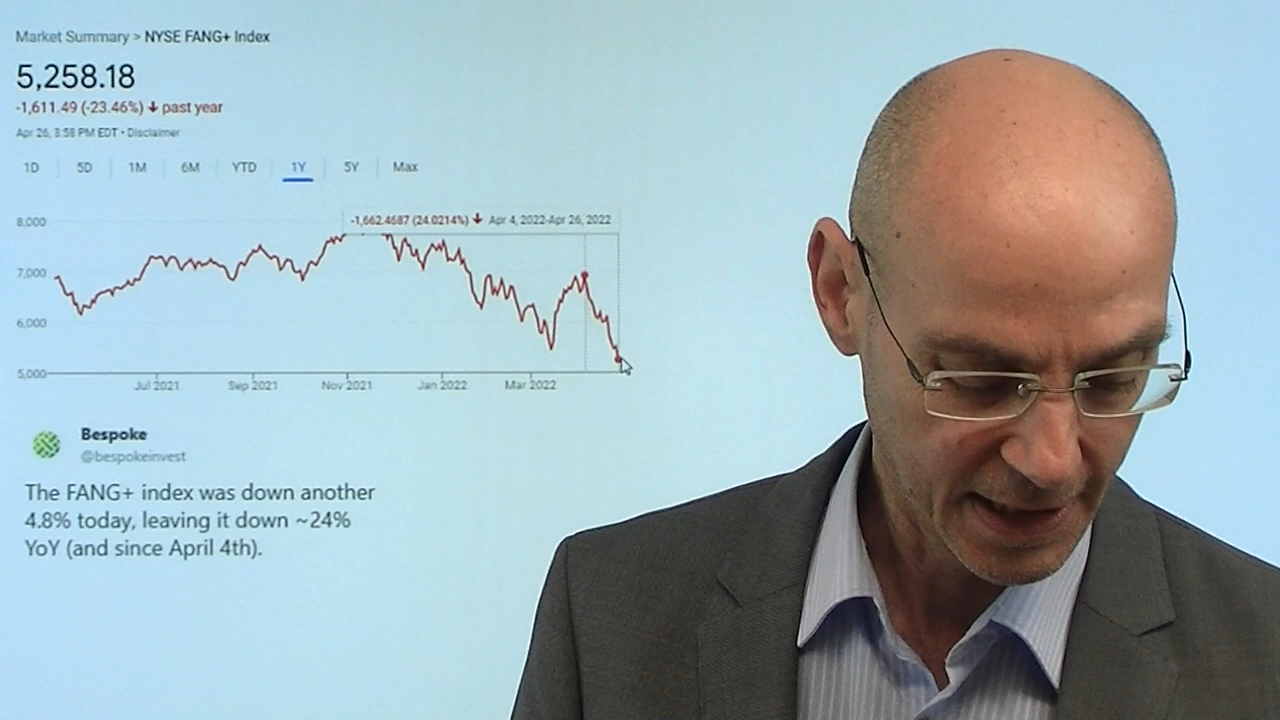 Market Summary > NYSE FANG+ Index
5,258.18
-1,611.49 (-23.46%) ↓ past year
Apr 26, 3:58 PM EDT • Disclaimer
1D 5D 1M 6M YTD 1Y 5Y Max
-1,662.4687 (24.0214%) ↓ Apr 4, 2022-Apr 26, 2022
8,000
7,000
6,000
5,000
Jul 2021 Sep 2021 Nov 2021 Jan 2022 Mar 2022
Bespoke
@bespokeinvest
The FANG+ index was down another
4.8% today, leaving it down ~24%
YoY (and since April 4th).